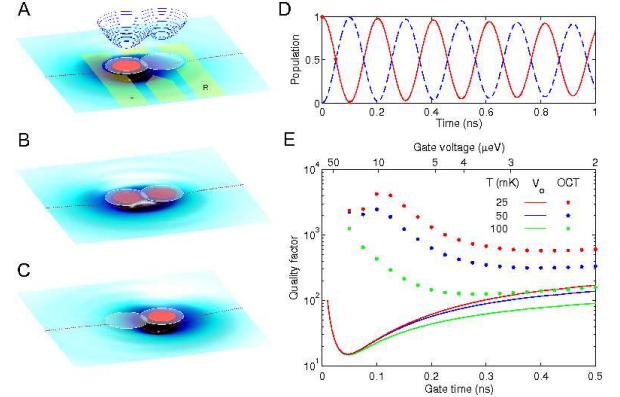 A
R
B
C
D
Population
1
0.5
0
0 0.2 0.4 0.6 0.8 1
Time (ns)
E
Gate voltage (μeV)
50 10 5 4 3 2
T (mK) V₀ OCT
25
50
100
Quality factor
10⁴
10³
10²
10¹
0 0.1 0.2 0.3 0.4 0.5
Gate time (ns)